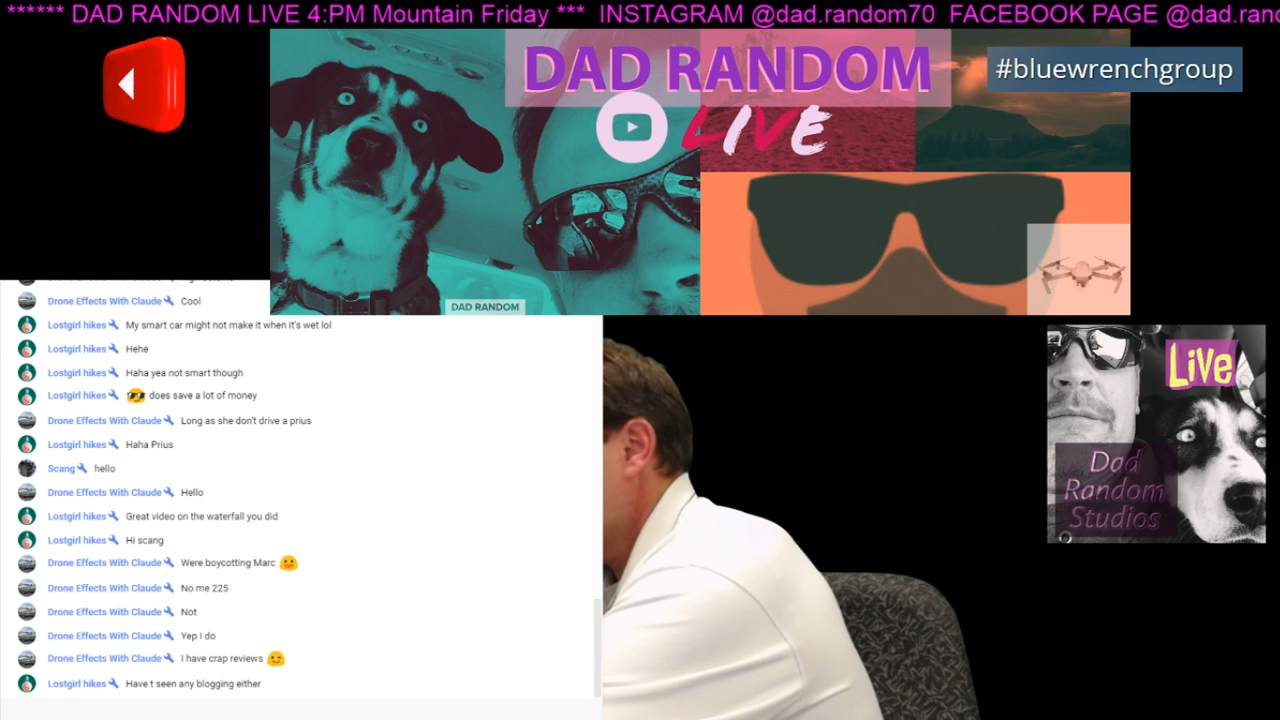 ****** DAD RANDOM LIVE 4:PM Mountain Friday *** INSTAGRAM @dad.random70 FACEBOOK PAGE @dad.rand
DAD RANDOM
LIVE
#bluewrenchgroup
DAD RANDOM
Drone Effects With Claude Cool
Lostgirl hikes My smart car might not make it when it's wet lol
Lostgirl hikes Hehe
Lostgirl hikes Haha yea not smart though
Lostgirl hikes 😎 does save a lot of money
Drone Effects With Claude Long as she don't drive a prius
Lostgirl hikes Haha Prius
Scang hello
Drone Effects With Claude Hello
Lostgirl hikes Great video on the waterfall you did
Lostgirl hikes Hi scang
Drone Effects With Claude Were boycotting Marc
Drone Effects With Claude No me 225
Drone Effects With Claude Not
Drone Effects With Claude Yep I do
Drone Effects With Claude I have crap reviews
Lostgirl hikes Have t seen any blogging either
LIVE
Dad
Random
Studios